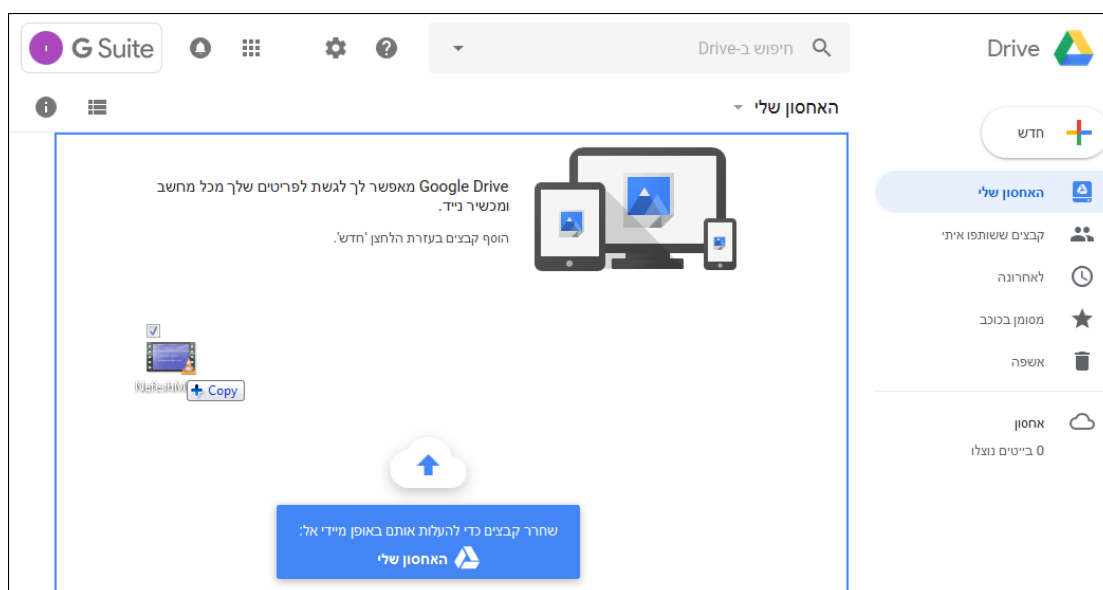 Drive
חיפוש ב-Drive
G Suite
האחסון שלי
חדש
האחסון שלי
קבצים ששותפו איתי
לאחרונה
מסומן בכוכב
אשפה
אחסון
0 בייטים נוצלו
Google Drive מאפשר לך לגשת לפריטים שלך מכל מחשב
ומכשיר נייד.
הוסף קבצים בעזרת הלחצן 'חדש'.
Copy
שחרר קבצים כדי להעלות אותם באופן מיידי אל:
האחסון שלי